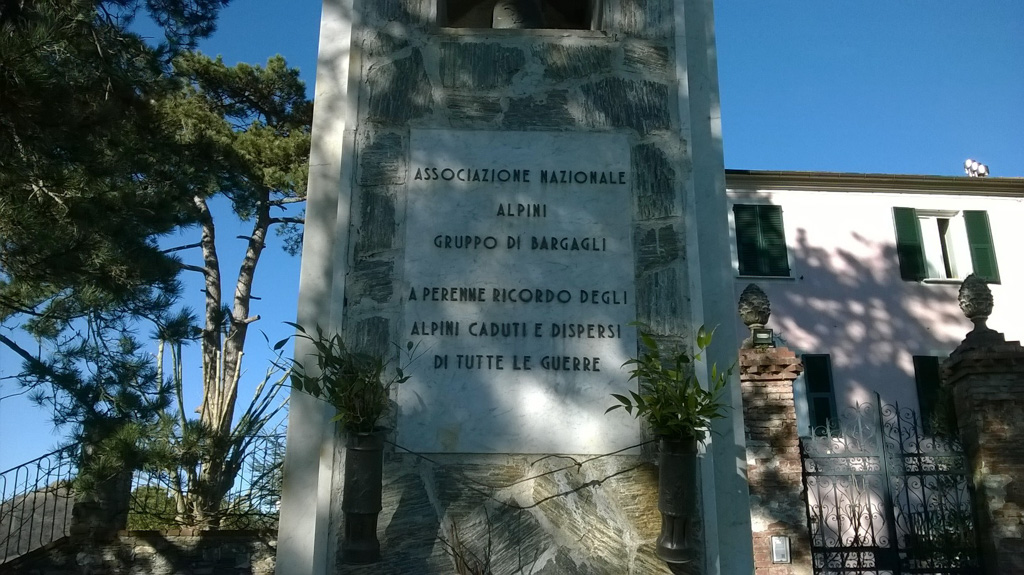 ASSOCIAZIONE NAZIONALE
ALPINI
GRUPPO DI BARGAGLI
A PERENNE RICORDO DEGLI
ALPINI CADUTI E DISPERSI
DI TUTTE LE GUERRE